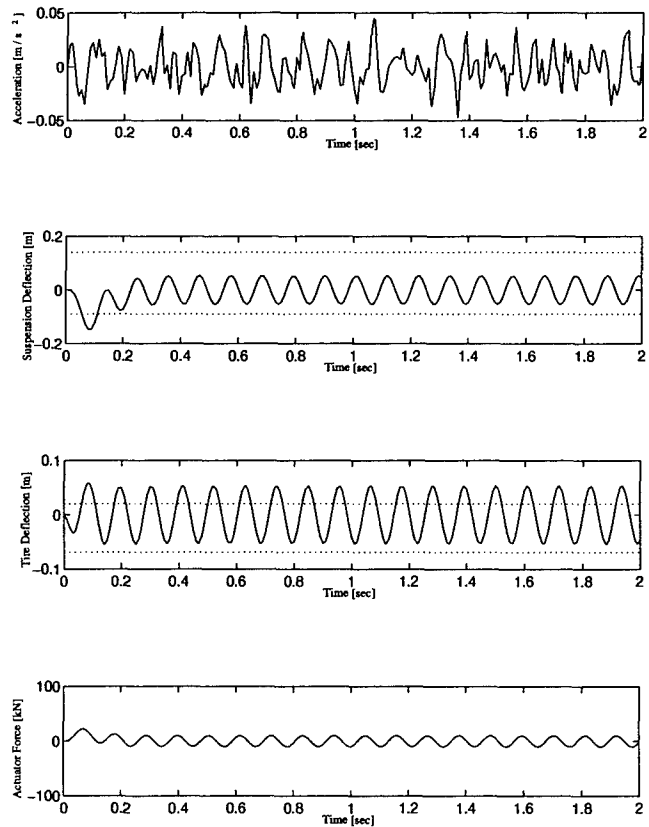 0.05
0
−0.05
Acceleration [m / s ²]
0 0.2 0.4 0.6 0.8 1 1.2 1.4 1.6 1.8 2
Time [sec]
0.2
0
−0.2
Suspension Deflection [m]
0 0.2 0.4 0.6 0.8 1 1.2 1.4 1.6 1.8 2
Time [sec]
0.1
0
−0.1
Tire Deflection [m]
0 0.2 0.4 0.6 0.8 1 1.2 1.4 1.6 1.8 2
Time [sec]
100
0
−100
Actuator Force [kN]
0 0.2 0.4 0.6 0.8 1 1.2 1.4 1.6 1.8 2
Time [sec]